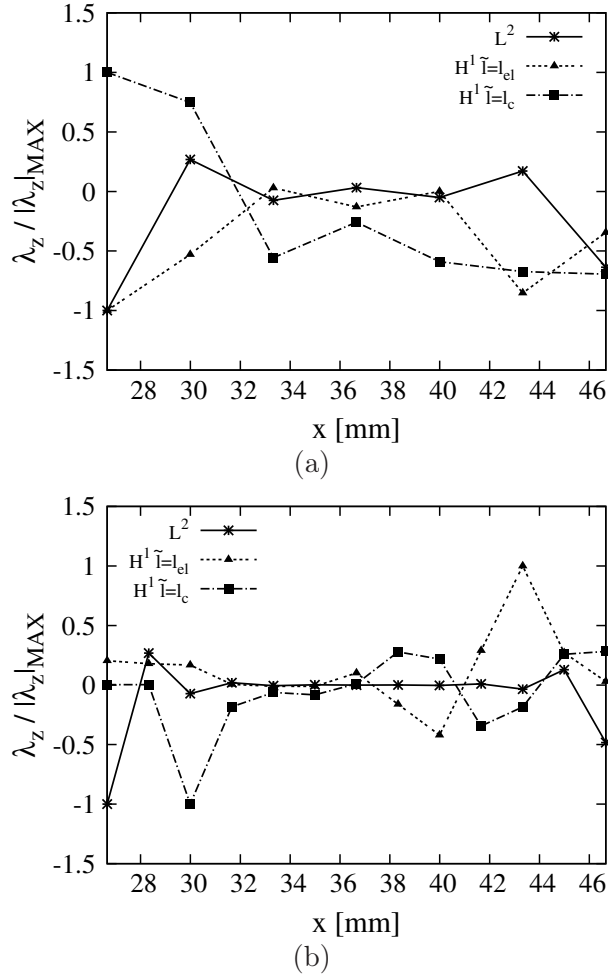 1.5
1
0.5
0
-0.5
-1
-1.5
λz / |λz|MAX
L²
H¹ l̃=lel
H¹ l̃=lc
28 30 32 34 36 38 40 42 44 46
x [mm]
(a)
1.5
1
0.5
0
-0.5
-1
-1.5
λz / |λz|MAX
L²
H¹ l̃=lel
H¹ l̃=lc
28 30 32 34 36 38 40 42 44 46
x [mm]
(b)